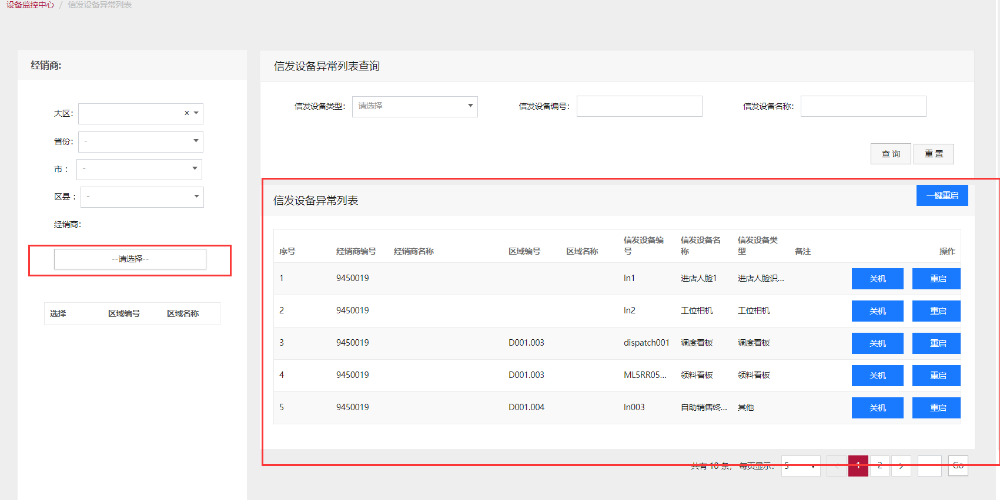 设备监控中心 / 信发设备异常列表
经销商:
大区： × 
省份： -
市： -
区县： -
经销商：
--请选择--
选择 区域编号 区域名称
信发设备异常列表查询
信发设备类型： 请选择 信发设备编号： 信发设备名称：
查 询 重 置
信发设备异常列表 一键重启
序号 经销商编号 经销商名称 区域编号 区域名称 信发设备编号 信发设备名称 信发设备类型 备注 操作
1 9450019 In1 进店人脸1 进店人脸识... 关机 重启
2 9450019 In2 工位相机 工位相机 关机 重启
3 9450019 D001.003 dispatch001 调度看板 调度看板 关机 重启
4 9450019 D001.003 ML5RR05... 领料看板 领料看板 关机 重启
5 9450019 D001.004 In003 自助销售终... 其他 关机 重启
共有 10 条， 每页显示： 5 < 1 2 > Go